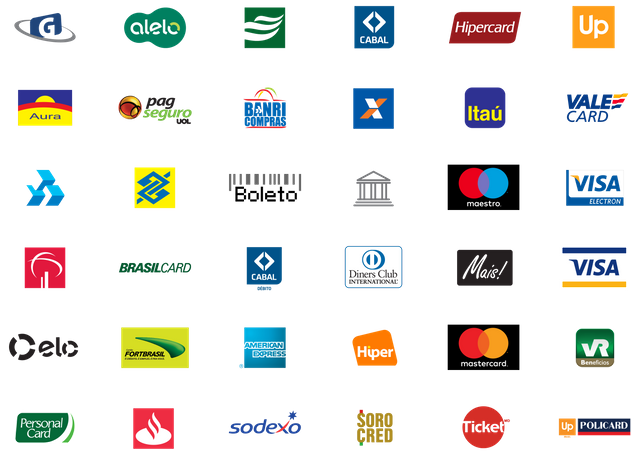 G alelo CABAL Hipercard Up
Aura pag seguro UOL BANRI COMPRAS Itaú VALE CARD
Boleto maestro VISA ELECTRON
BRASILCARD CABAL DÉBITO Diners Club INTERNATIONAL Mais! VISA
elo FORTBRASIL AMERICAN EXPRESS Hiper mastercard VR Benefícios
Personal Card sodexo SORO CRED Ticket Up POLICARD